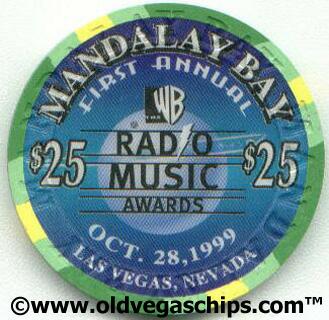 MANDALAY BAY
FIRST ANNUAL
THE WB
$25 RADIO $25
MUSIC
AWARDS
OCT. 28, 1999
LAS VEGAS, NEVADA
©www.oldvegaschips.com™